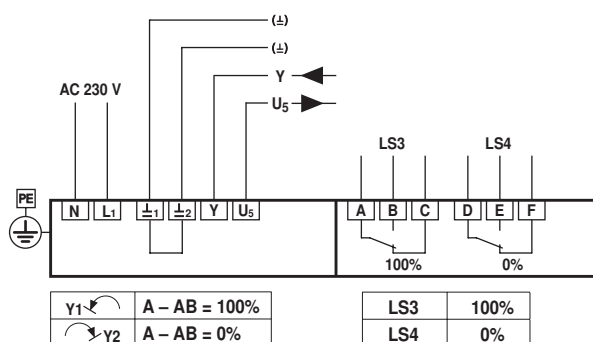 (⊥)
(⊥)
Y
U5
AC 230 V
LS3 LS4
PE
N L1 ⊥1 ⊥2 Y U5 A B C D E F
100% 0%
Y1 A – AB = 100%
Y2 A – AB = 0%
LS3 100%
LS4 0%